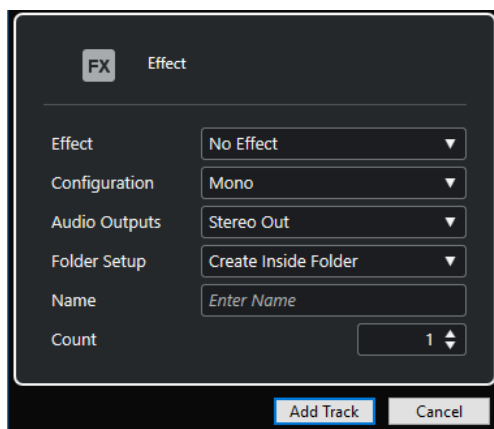 FX Effect
Effect No Effect
Configuration Mono
Audio Outputs Stereo Out
Folder Setup Create Inside Folder
Name Enter Name
Count 1
Add Track Cancel